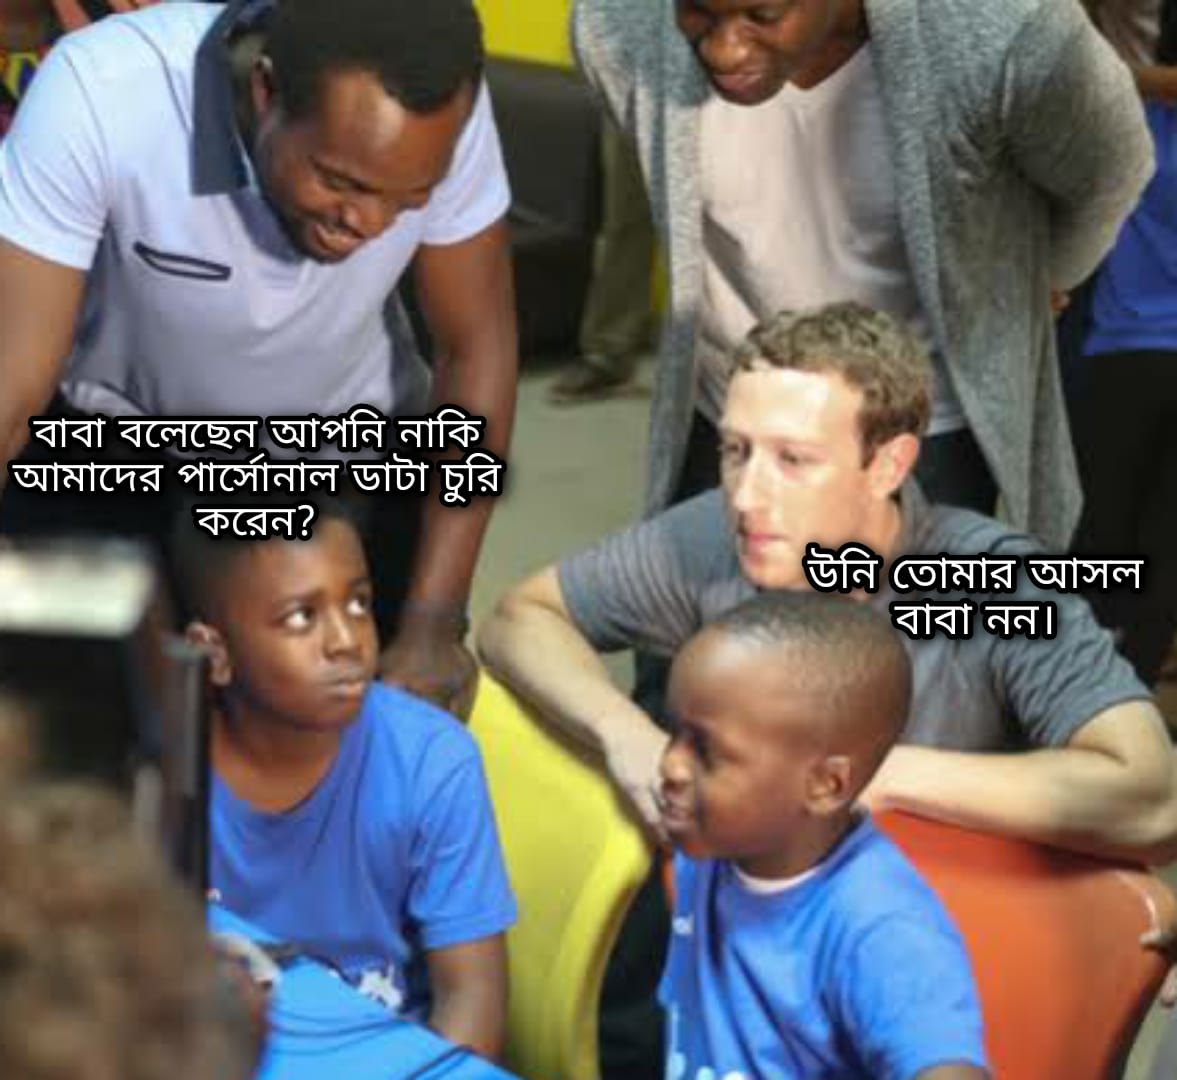 বাবা বলেছেন আপনি নাকি
আমাদের পার্সোনাল ডাটা চুরি
করেন?
উনি তোমার আসল
বাবা নন।